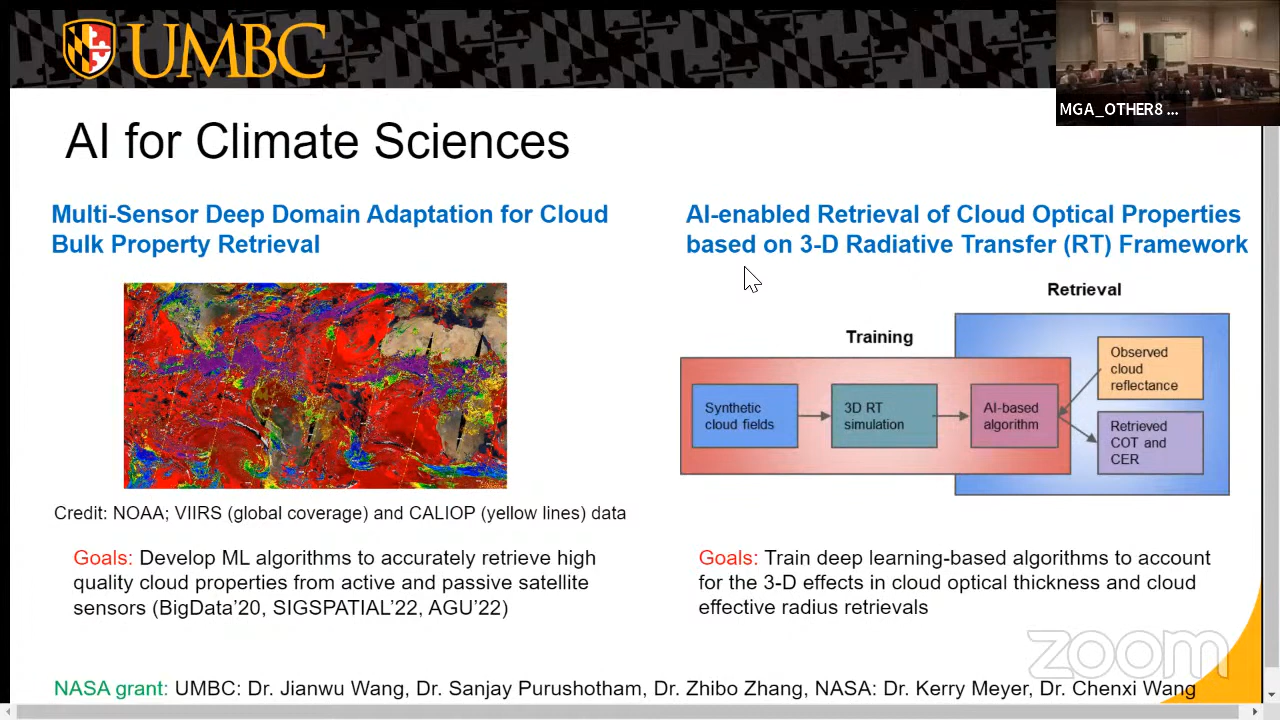 UMBC
MGA_OTHER8 ...
AI for Climate Sciences
Multi-Sensor Deep Domain Adaptation for Cloud
Bulk Property Retrieval
Credit: NOAA; VIIRS (global coverage) and CALIOP (yellow lines) data
Goals: Develop ML algorithms to accurately retrieve high
quality cloud properties from active and passive satellite
sensors (BigData’20, SIGSPATIAL’22, AGU’22)
AI-enabled Retrieval of Cloud Optical Properties
based on 3-D Radiative Transfer (RT) Framework
Retrieval
Training
Synthetic
cloud fields
3D RT
simulation
AI-based
algorithm
Observed
cloud
reflectance
Retrieved
COT and
CER
Goals: Train deep learning-based algorithms to account
for the 3-D effects in cloud optical thickness and cloud
effective radius retrievals
zoom
NASA grant: UMBC: Dr. Jianwu Wang, Dr. Sanjay Purushotham, Dr. Zhibo Zhang, NASA: Dr. Kerry Meyer, Dr. Chenxi Wang